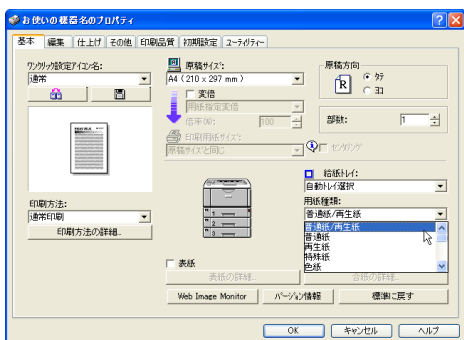 お使いの機器名のプロパティ
基本 編集 仕上げ その他 印刷品質 初期設定 ユーティリティー
ワンクリック設定アイコン名:
通常
印刷方法:
通常印刷
印刷方法の詳細...
原稿サイズ:
A4 ( 210 x 297 mm )
変倍
用紙指定変倍
倍率(%): 100
印刷用紙サイズ:
原稿サイズと同じ
原稿方向
R
タテ
ヨコ
部数: 1
ソート
給紙トレイ:
自動トレイ選択
用紙種類:
普通紙/再生紙
普通紙/再生紙
普通紙
再生紙
特殊紙
色紙
表紙
表紙の詳細...
合紙の詳細...
Web Image Monitor バージョン情報 標準に戻す
OK キャンセル ヘルプ